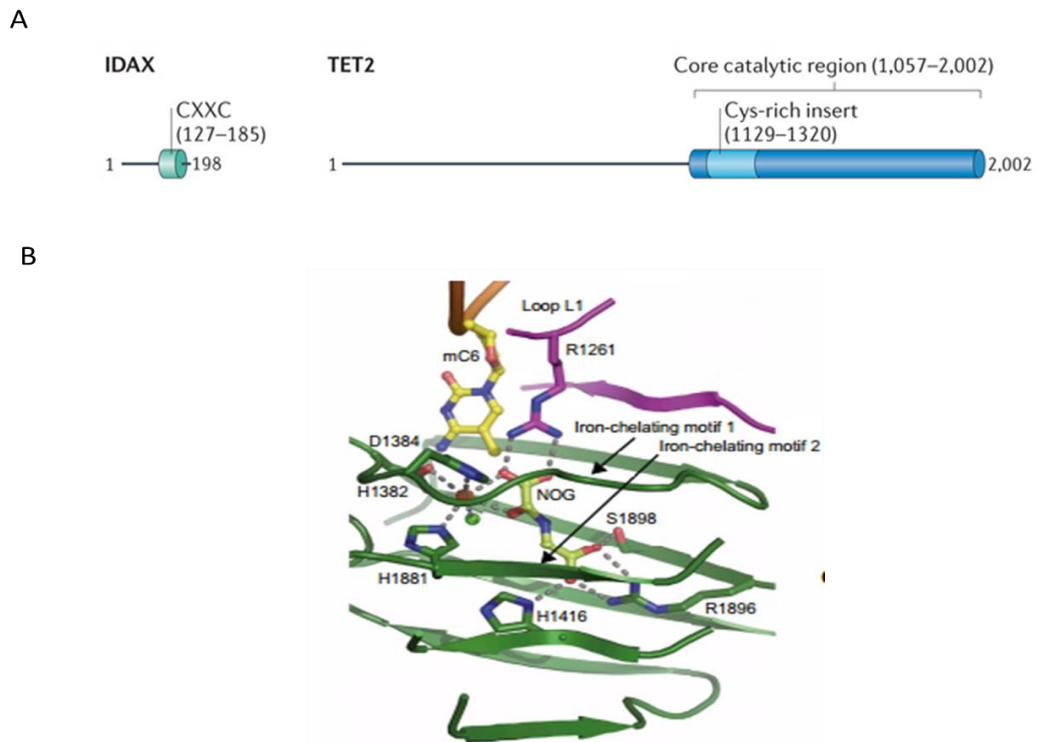 A
IDAX
TET2
Core catalytic region (1,057–2,002)
CXXC
(127–185)
Cys-rich insert
(1129–1320)
1
198
1
2,002
B
Loop L1
mC6
R1261
Iron-chelating motif 1
Iron-chelating motif 2
D1384
H1382
NOG
S1898
H1881
H1416
R1896